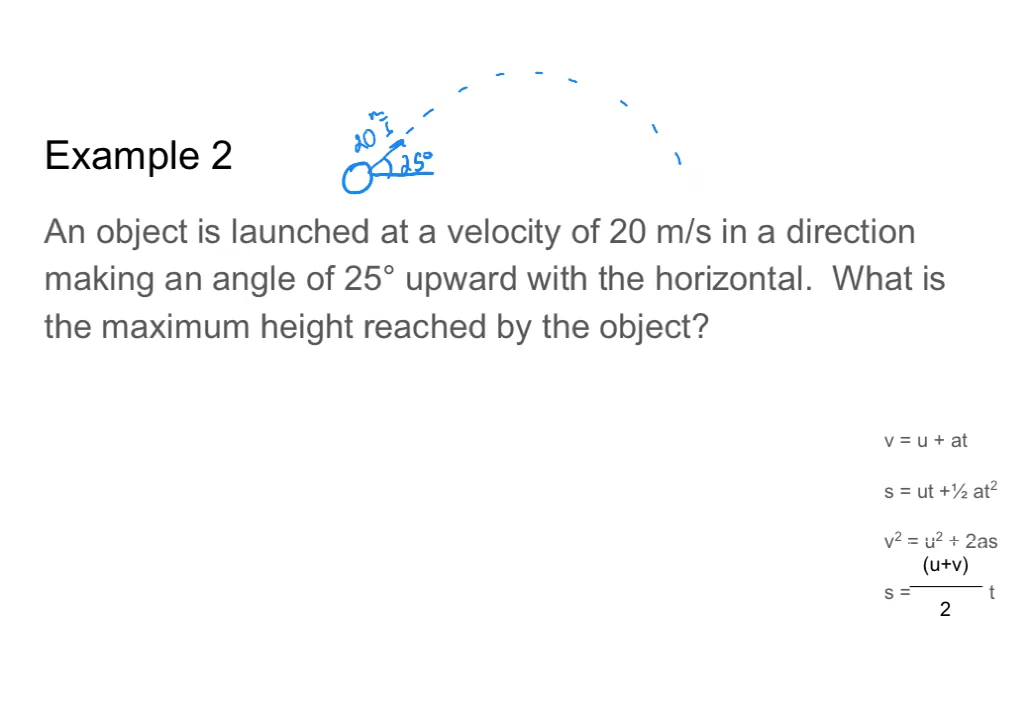 20 m/s
25°
Example 2
An object is launched at a velocity of 20 m/s in a direction
making an angle of 25° upward with the horizontal. What is
the maximum height reached by the object?
v = u + at
s = ut +½ at²
v² = u² + 2as
(u+v)
s = t
2